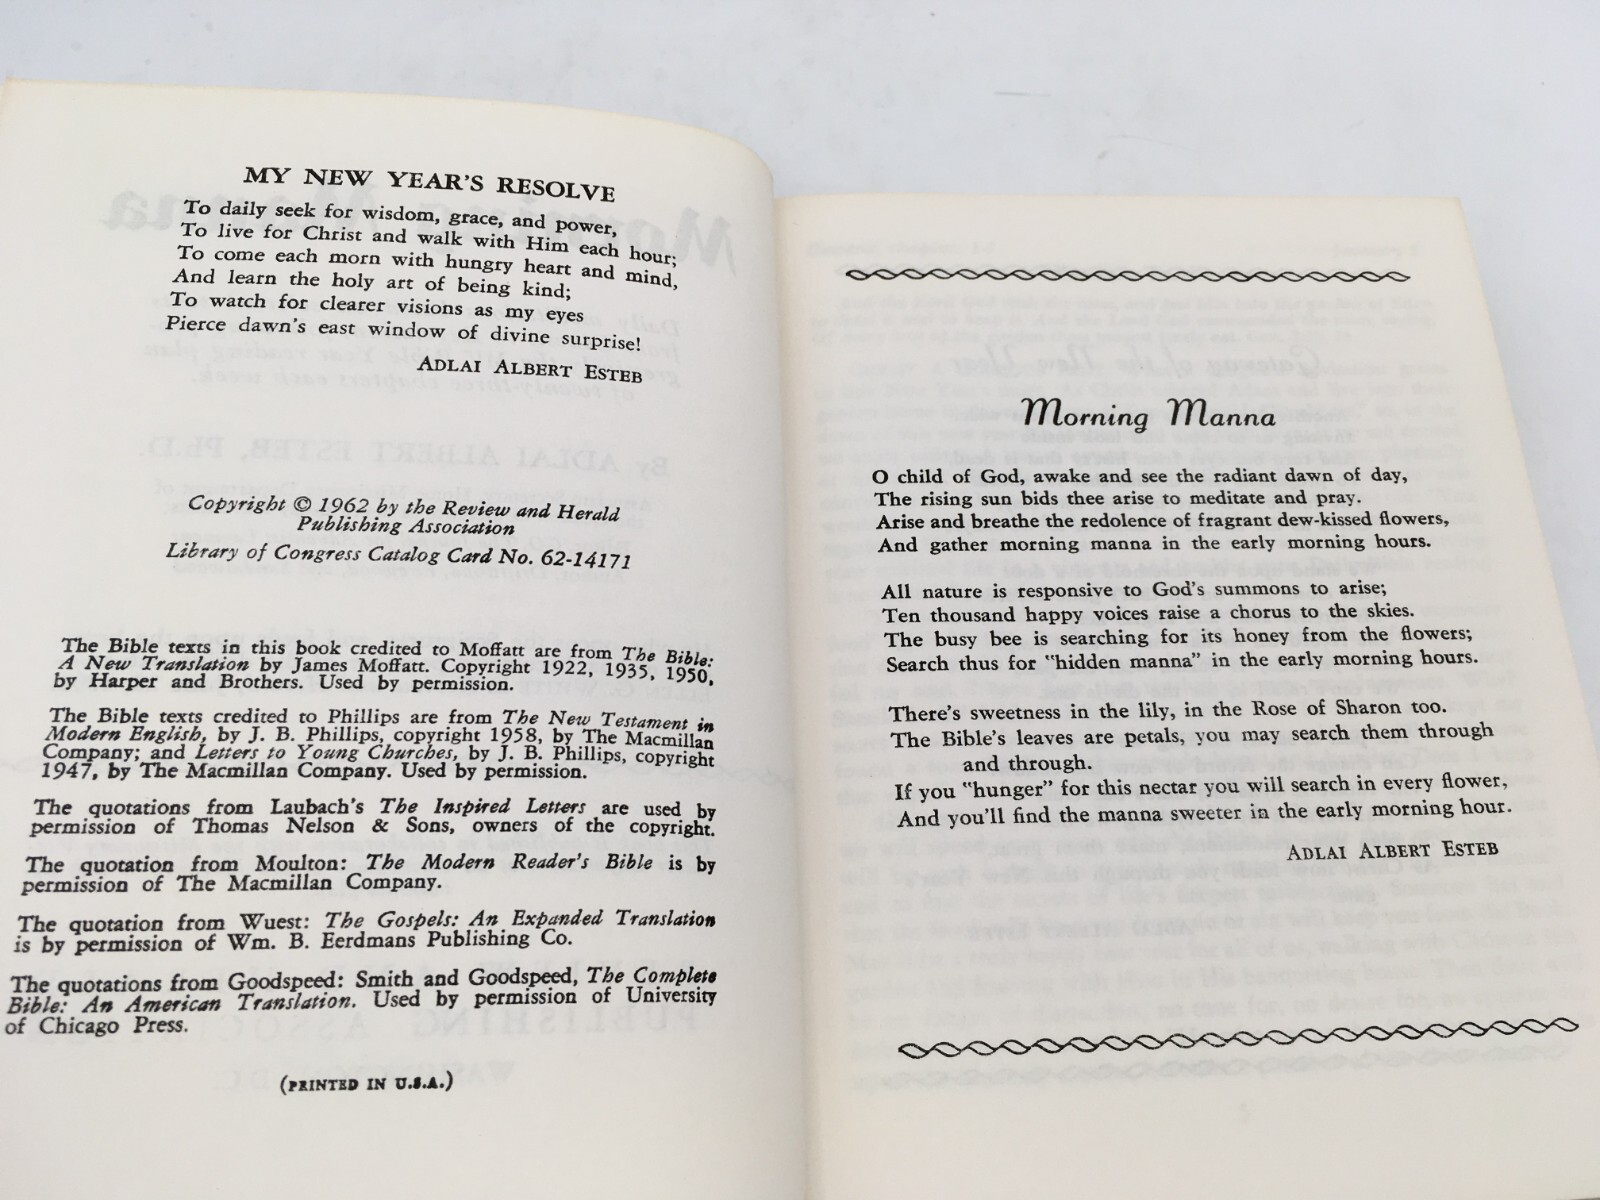 MY NEW YEAR'S RESOLVE
To daily seek for wisdom, grace, and power,
To live for Christ and walk with Him each hour;
To come each morn with hungry heart and mind,
And learn the holy art of being kind;
To watch for clearer visions as my eyes
Pierce dawn's east window of divine surprise!
ADLAI ALBERT ESTEB
Copyright © 1962 by the Review and Herald
Publishing Association
Library of Congress Catalog Card No. 62-14171
The Bible texts in this book credited to Moffatt are from The Bible:
A New Translation by James Moffatt. Copyright 1922, 1935, 1950,
by Harper and Brothers. Used by permission.
The Bible texts credited to Phillips are from The New Testament in
Modern English, by J. B. Phillips, copyright 1958, by The Macmillan
Company; and Letters to Young Churches, by J. B. Phillips, copyright
1947, by The Macmillan Company. Used by permission.
The quotations from Laubach's The Inspired Letters are used by
permission of Thomas Nelson & Sons, owners of the copyright.
The quotation from Moulton: The Modern Reader's Bible is by
permission of The Macmillan Company.
The quotation from Wuest: The Gospels: An Expanded Translation
is by permission of Wm. B. Eerdmans Publishing Co.
The quotations from Goodspeed: Smith and Goodspeed, The Complete
Bible: An American Translation. Used by permission of University
of Chicago Press.
(PRINTED IN U.S.A.)
Morning Manna
O child of God, awake and see the radiant dawn of day,
The rising sun bids thee arise to meditate and pray.
Arise and breathe the redolence of fragrant dew-kissed flowers,
And gather morning manna in the early morning hours.
All nature is responsive to God's summons to arise;
Ten thousand happy voices raise a chorus to the skies.
The busy bee is searching for its honey from the flowers;
Search thus for "hidden manna" in the early morning hours.
There's sweetness in the lily, in the Rose of Sharon too.
The Bible's leaves are petals, you may search them through
and through.
If you "hunger" for this nectar you will search in every flower,
And you'll find the manna sweeter in the early morning hour.
ADLAI ALBERT ESTEB